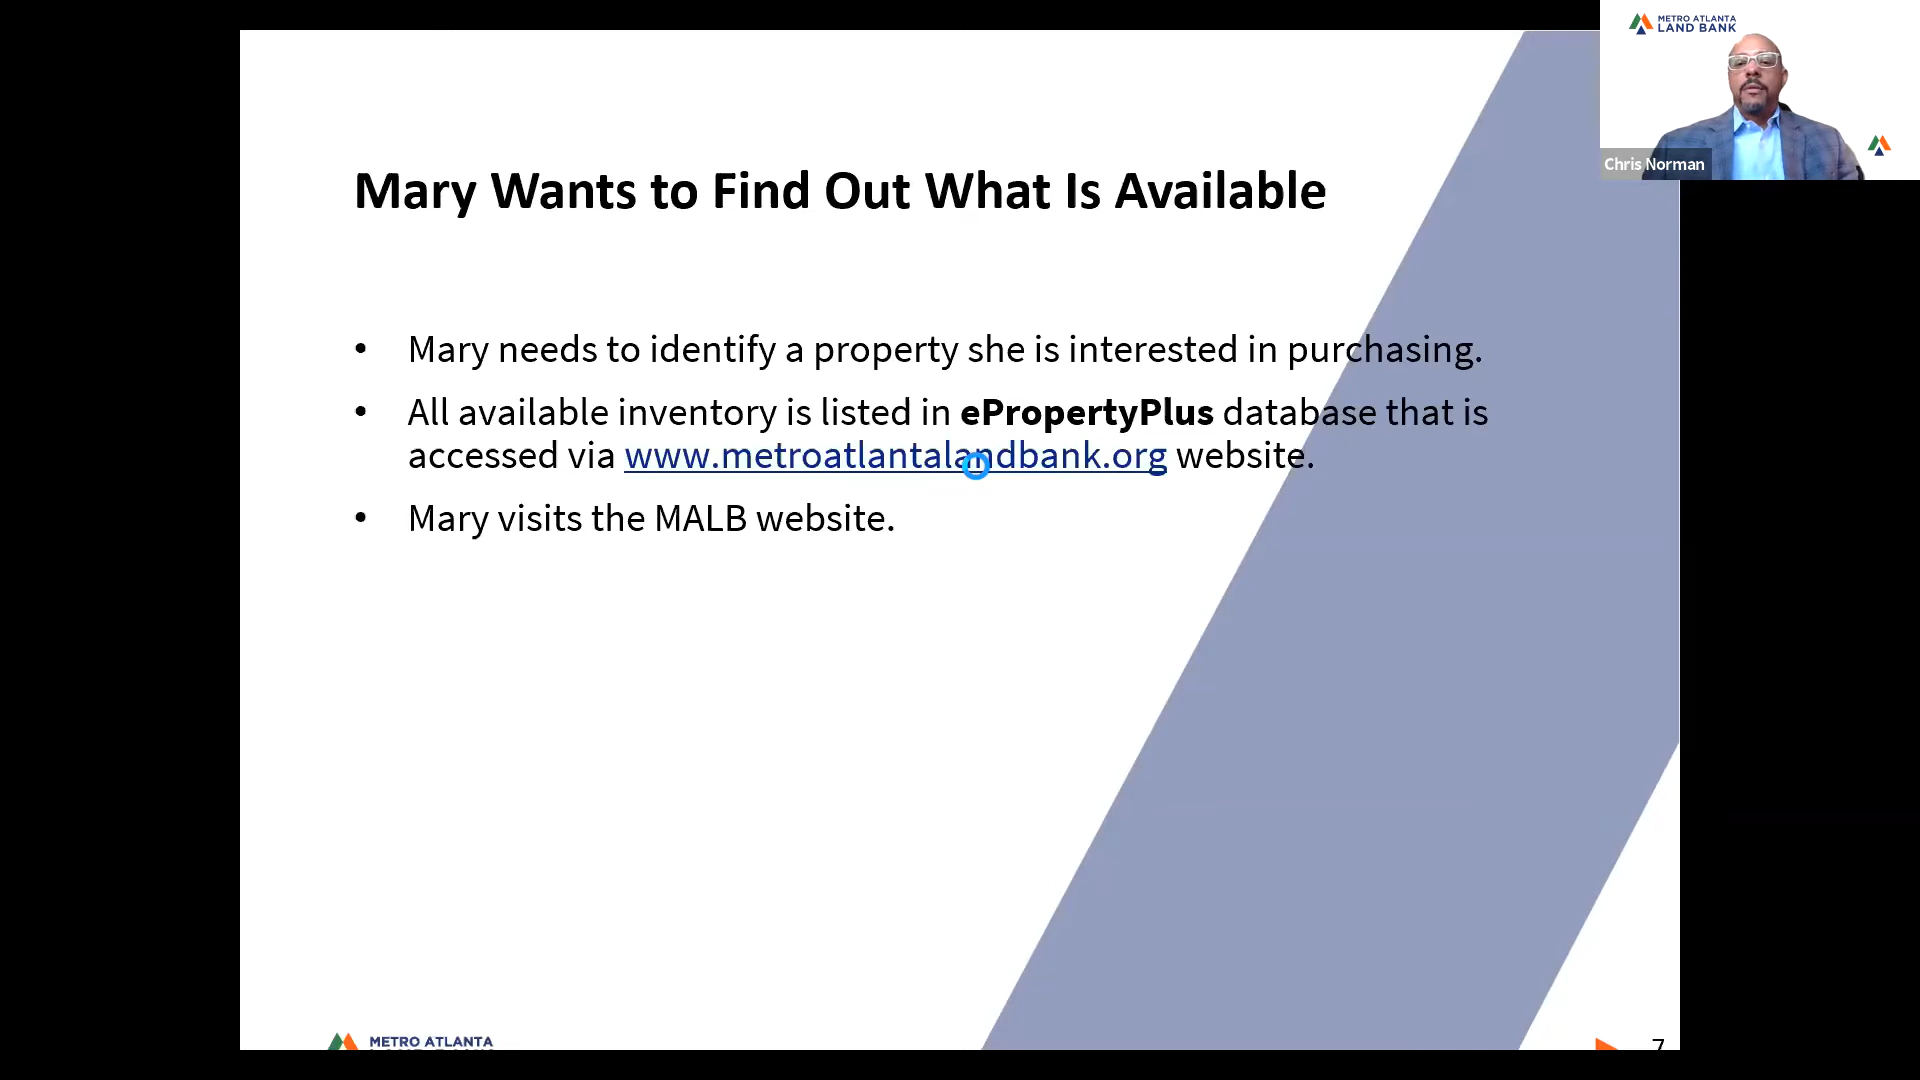 METRO ATLANTA
LAND BANK
Chris Norman
Mary Wants to Find Out What Is Available
• Mary needs to identify a property she is interested in purchasing.
• All available inventory is listed in ePropertyPlus database that is
accessed via www.metroatlantalandbank.org website.
• Mary visits the MALB website.
METRO ATLANTA
7